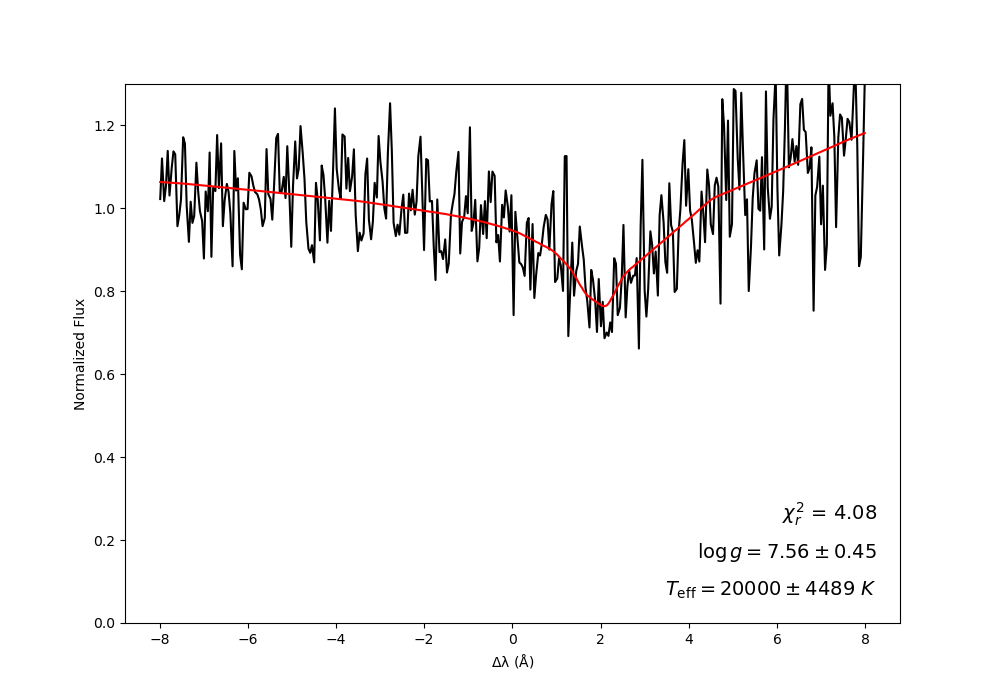 Normalized Flux
1.2
1.0
0.8
0.6
0.4
0.2
0.0
χ²ᵣ = 4.08
log g = 7.56 ± 0.45
T_eff = 20000 ± 4489 K
−8 −6 −4 −2 0 2 4 6 8
Δλ (Å)